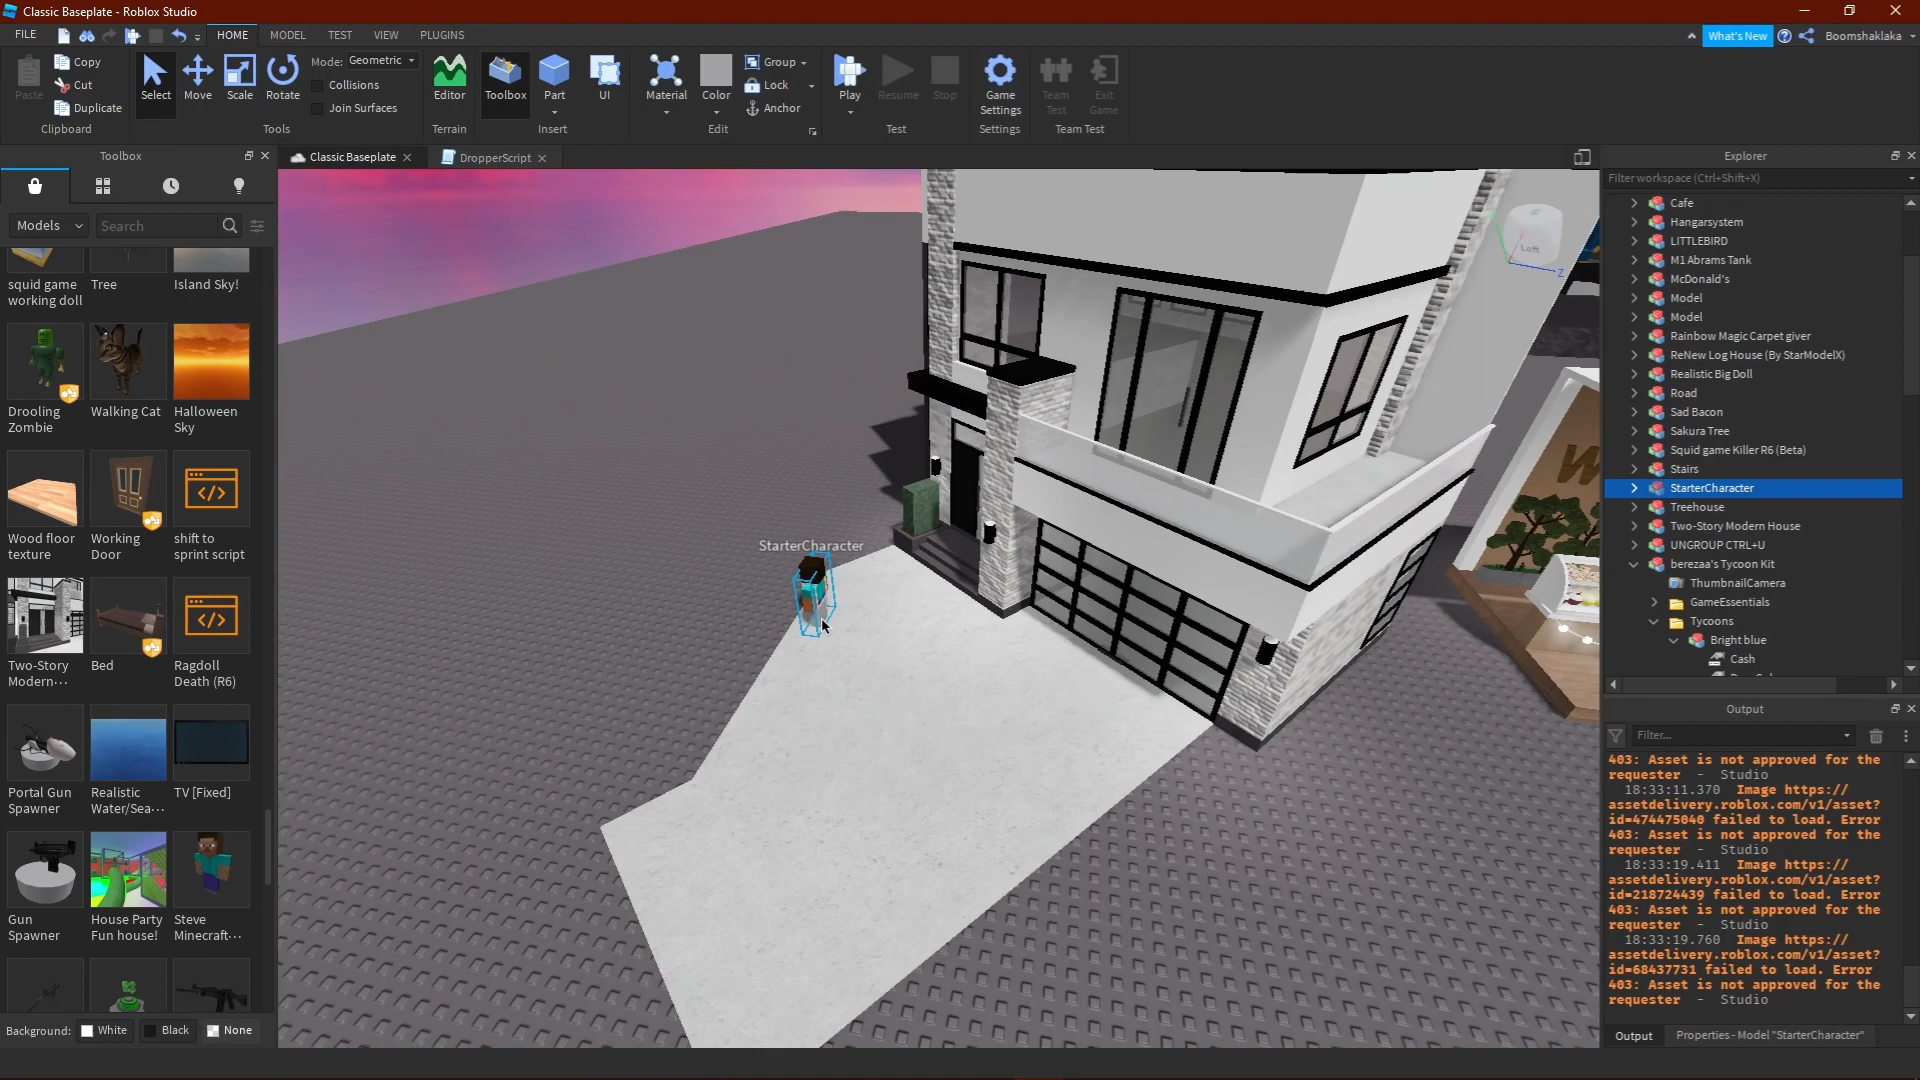 Classic Baseplate - Roblox Studio
FILE
HOME
MODEL
TEST
VIEW
PLUGINS
What's New
Boomshaklaka
Paste
Copy
Cut
Duplicate
Clipboard
Select
Move
Scale
Rotate
Mode:
Geometric
Collisions
Join Surfaces
Tools
Editor
Terrain
Toolbox
Part
UI
Insert
Material
Color
Group
Lock
Anchor
Edit
Play
Resume
Stop
Test
Game
Settings
Settings
Team
Test
Exit
Game
Team Test
Toolbox
Classic Baseplate
DropperScript
Models
Search
squid game
working doll
Tree
Island Sky!
Drooling
Zombie
Walking Cat
Halloween
Sky
Wood floor
texture
Working
Door
shift to
sprint script
Two-Story
Modern···
Bed
Ragdoll
Death (R6)
Portal Gun
Spawner
Realistic
Water/Sea···
TV [Fixed]
Gun
Spawner
House Party
Fun house!
Steve
Minecraft···
Background:
White
Black
None
StarterCharacter
Left
Z
Explorer
Filter workspace (Ctrl+Shift+X)
Cafe
Hangarsystem
LITTLEBIRD
M1 Abrams Tank
McDonald's
Model
Model
Rainbow Magic Carpet giver
ReNew Log House (By StarModelX)
Realistic Big Doll
Road
Sad Bacon
Sakura Tree
Squid game Killer R6 (Beta)
Stairs
StarterCharacter
Treehouse
Two-Story Modern House
UNGROUP CTRL+U
berezaa's Tycoon Kit
ThumbnailCamera
GameEssentials
Tycoons
Bright blue
Cash
Output
Filter...
403: Asset is not approved for the
requester - Studio
18:33:11.370 Image https://
assetdelivery.roblox.com/v1/asset?
id=474475040 failed to load. Error
403: Asset is not approved for the
requester - Studio
18:33:19.411 Image https://
assetdelivery.roblox.com/v1/asset?
id=218724439 failed to load. Error
403: Asset is not approved for the
requester - Studio
18:33:19.760 Image https://
assetdelivery.roblox.com/v1/asset?
id=68437731 failed to load. Error
403: Asset is not approved for the
requester - Studio
Output
Properties - Model "StarterCharacter"